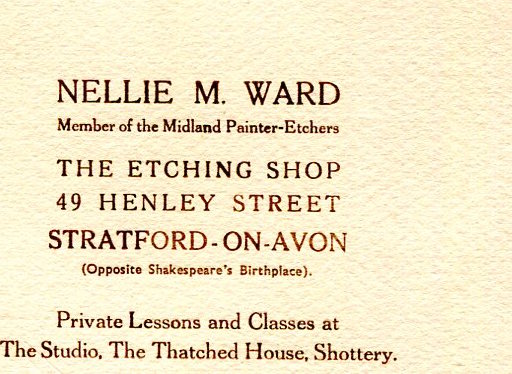 NELLIE M. WARD
Member of the Midland Painter-Etchers
THE ETCHING SHOP
49 HENLEY STREET
STRATFORD-ON-AVON
(Opposite Shakespeare's Birthplace).
Private Lessons and Classes at
The Studio, The Thatched House, Shottery.